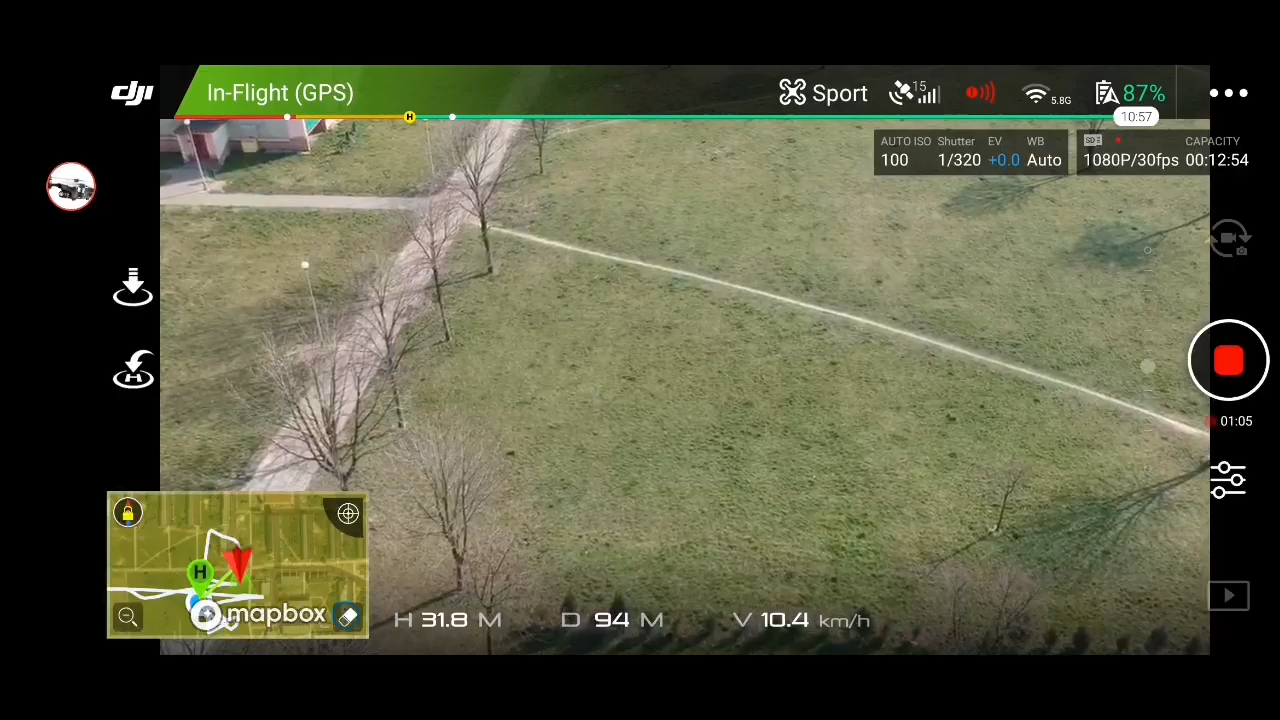 dji In-Flight (GPS) Sport 15 5.8G 87%
H 10:57
AUTO ISO Shutter EV WB SD CAPACITY
100 1/320 +0.0 Auto 1080P/30fps 00:12:54
01:05
H
mapbox
H 31.8 M D 94 M V 10.4 km/h
H